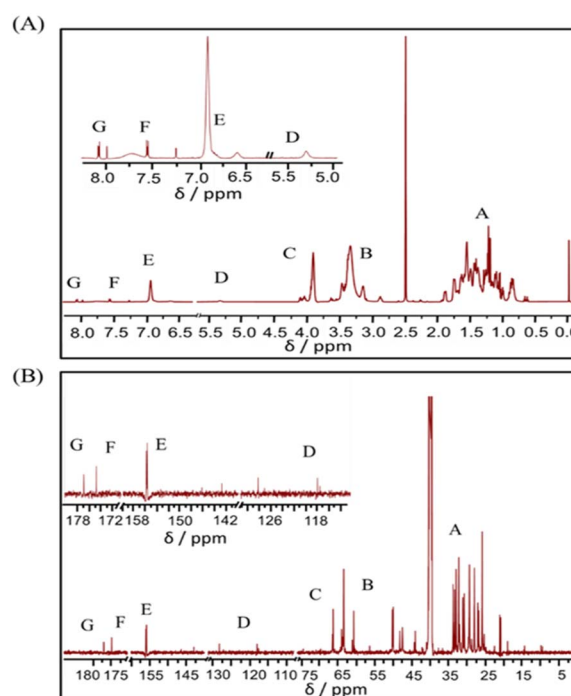 (A)
G F E D
8.0 7.5 7.0 6.5 5.5 5.0
δ / ppm
A
C B
G F E D
8.0 7.5 7.0 6.5 5.5 5.0 4.5 4.0 3.5 3.0 2.5 2.0 1.5 1.0 0.5 0.0
δ / ppm
(B)
G F E D
178 172 158 150 142 126 118
δ / ppm
A
C B
G F E D
180 175 155 145 130 120 110 75 65 55 45 35 25 15 5
δ / ppm